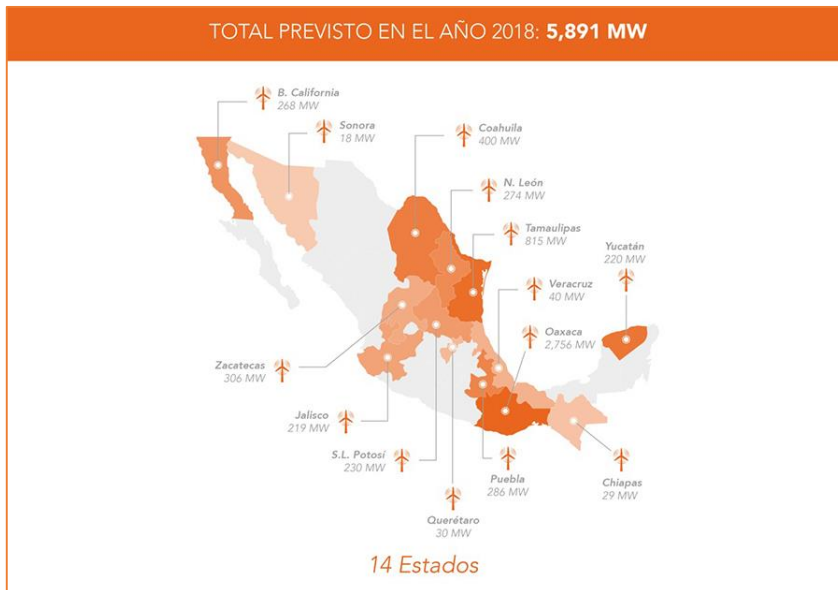 TOTAL PREVISTO EN EL AÑO 2018: 5,891 MW
B. California
268 MW
Sonora
18 MW
Coahuila
400 MW
N. León
274 MW
Tamaulipas
815 MW
Yucatán
220 MW
Veracruz
40 MW
Oaxaca
2,756 MW
Zacatecas
306 MW
Jalisco
219 MW
S.L. Potosí
230 MW
Querétaro
30 MW
Puebla
286 MW
Chiapas
29 MW
14 Estados